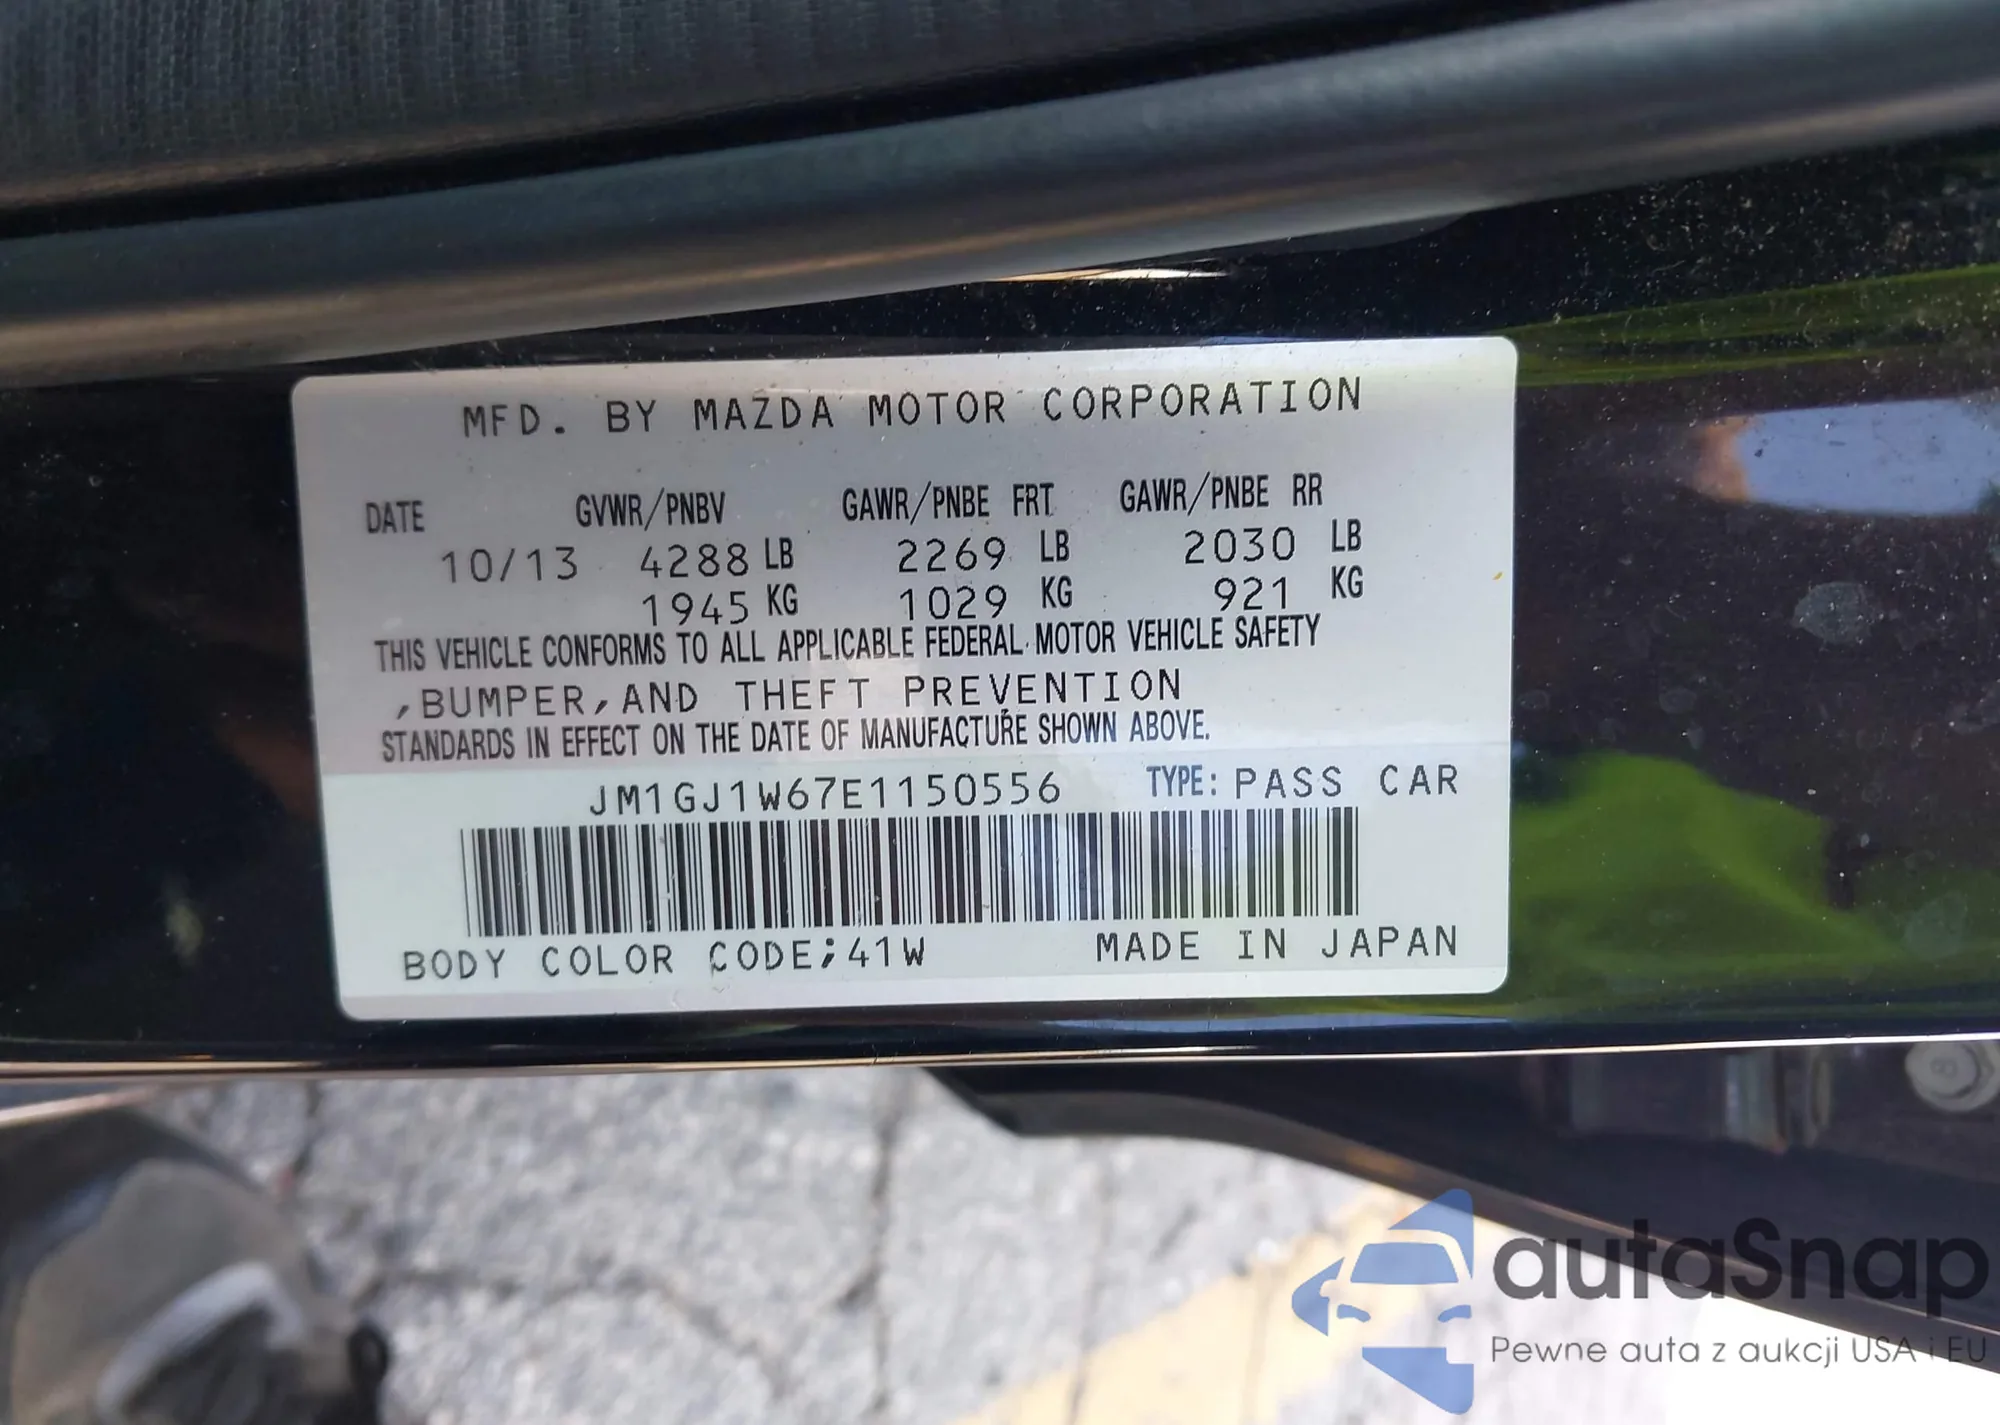 MFD. BY MAZDA MOTOR CORPORATION
DATE GVWR/PNBV GAWR/PNBE FRT GAWR/PNBE RR
10/13 4288 LB 2269 LB 2030 LB
1945 KG 1029 KG 921 KG
THIS VEHICLE CONFORMS TO ALL APPLICABLE FEDERAL MOTOR VEHICLE SAFETY
,BUMPER,AND THEFT PREVENTION
STANDARDS IN EFFECT ON THE DATE OF MANUFACTURE SHOWN ABOVE.
JM1GJ1W67E1150556 TYPE: PASS CAR
BODY COLOR CODE;41W MADE IN JAPAN
autaSnap
Pewne auta z aukcji USA i EU